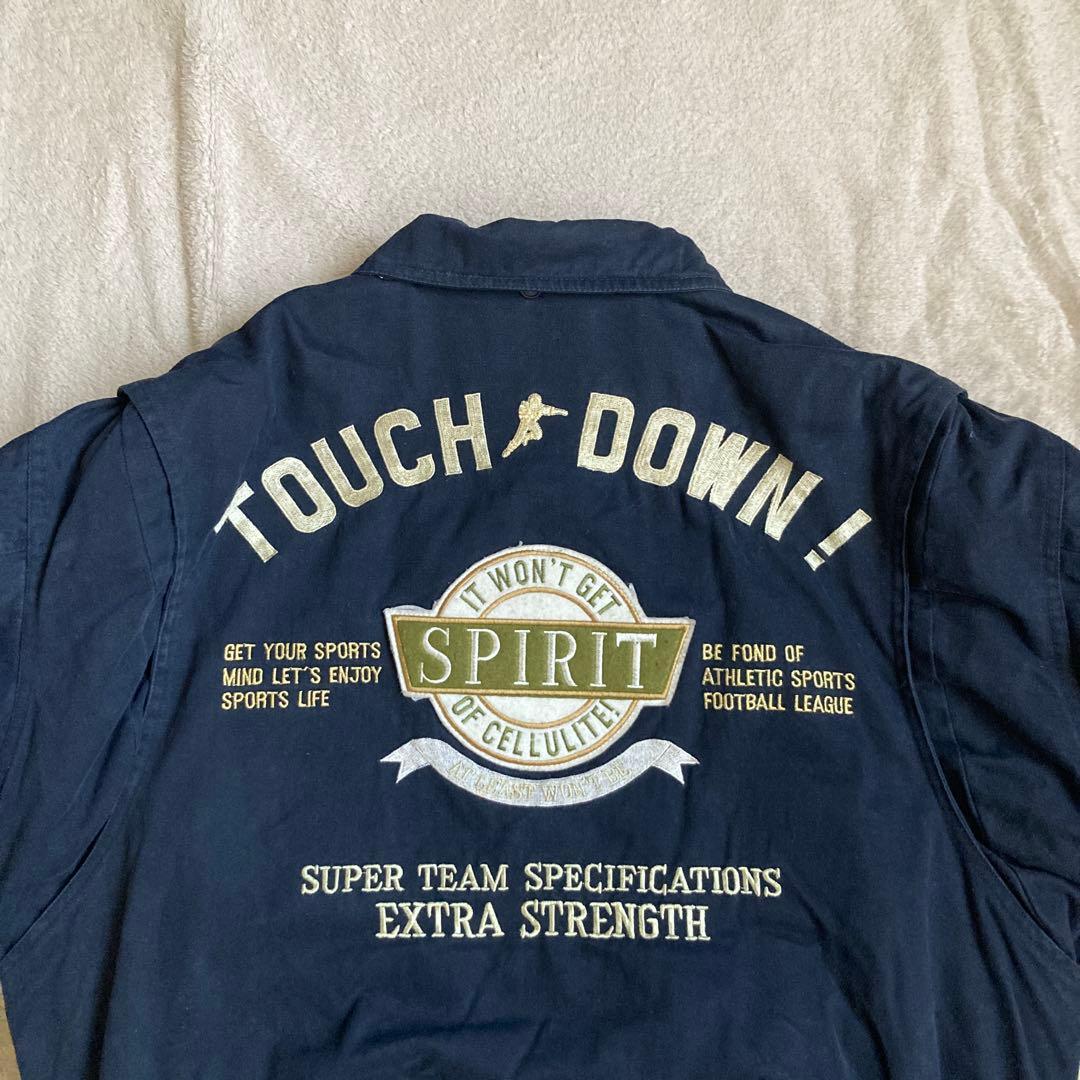 TOUCH DOWN!
IT WON'T GET
SPIRIT
OF CELLULITE!
AT LEAST WON'T BE
GET YOUR SPORTS
MIND LET'S ENJOY
SPORTS LIFE
BE FOND OF
ATHLETIC SPORTS
FOOTBALL LEAGUE
SUPER TEAM SPECIFICATIONS
EXTRA STRENGTH